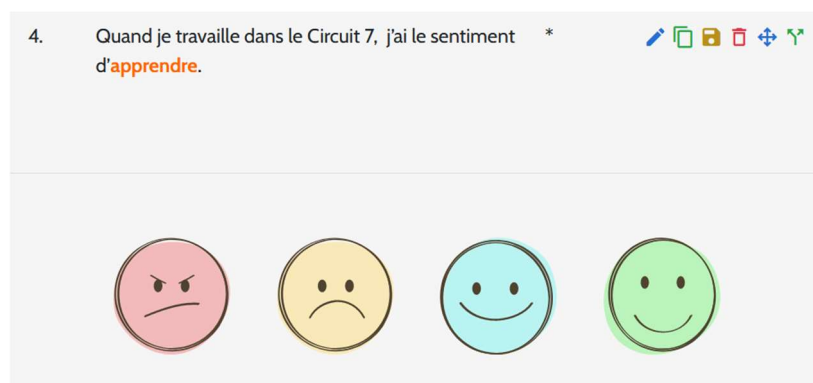 4. Quand je travaille dans le Circuit 7, j'ai le sentiment *
d'apprendre.